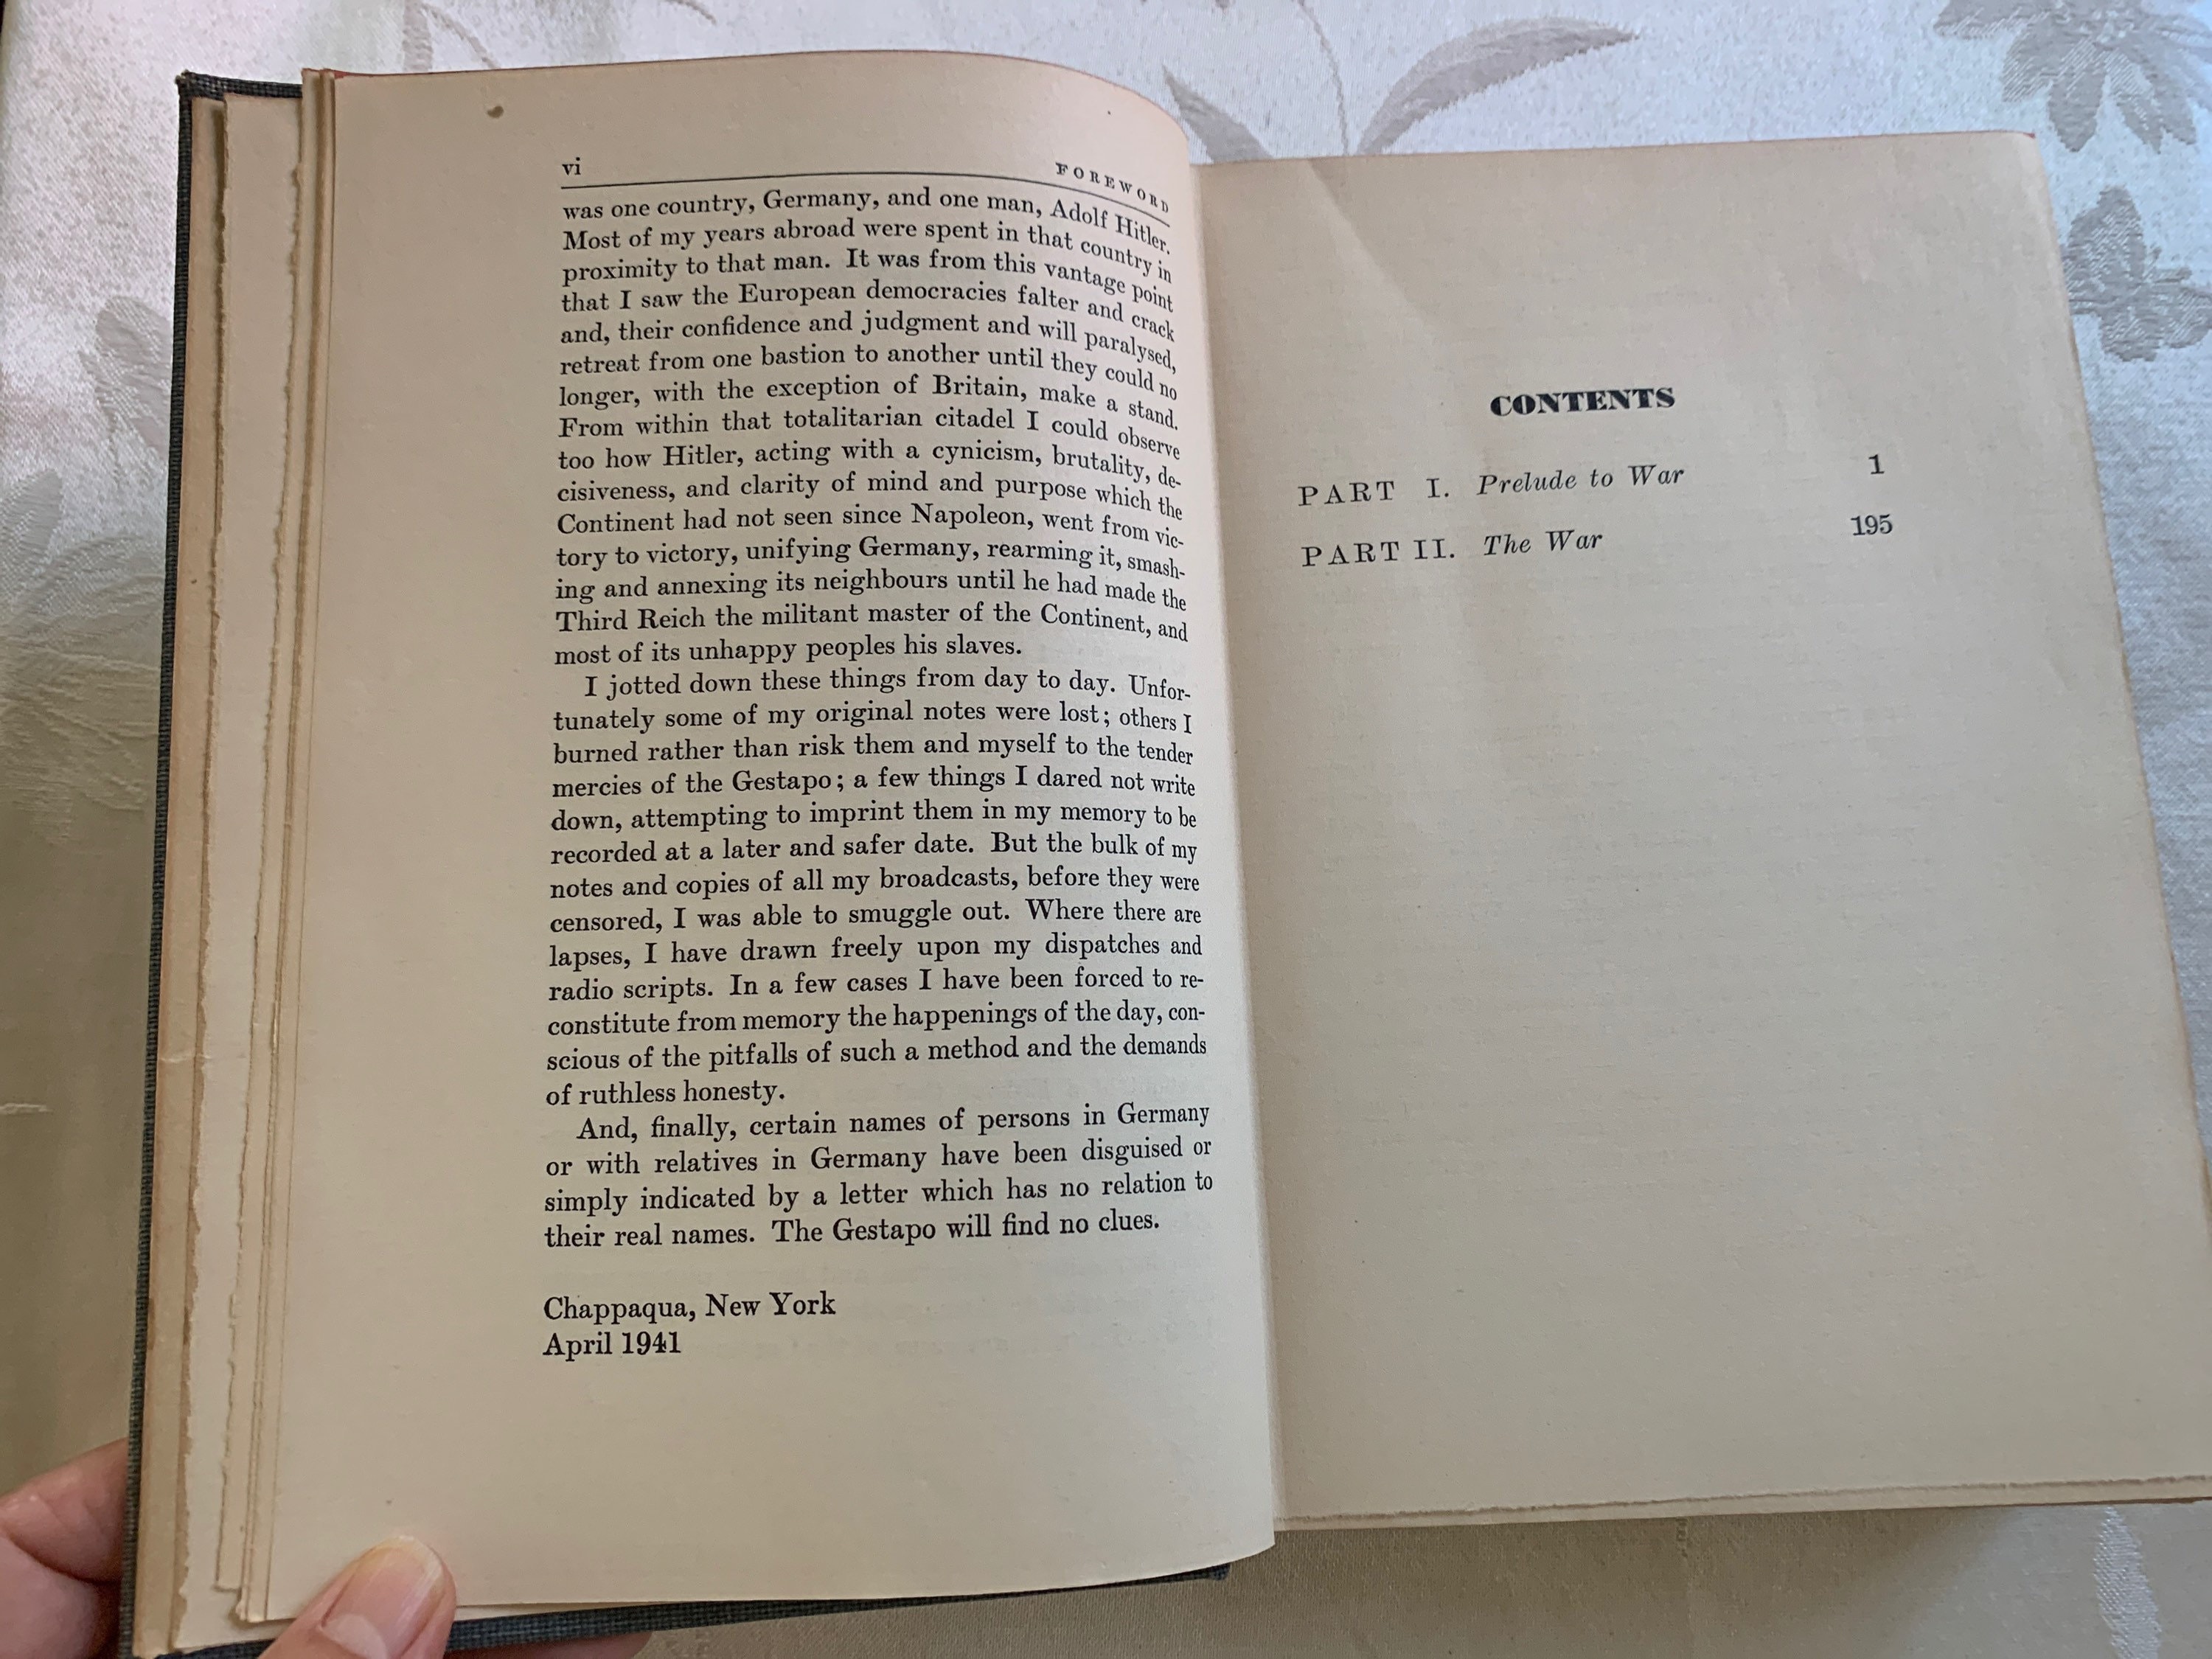 vi FOREWORD
was one country, Germany, and one man, Adolf Hitler.
Most of my years abroad were spent in that country in
proximity to that man. It was from this vantage point
that I saw the European democracies falter and crack
and, their confidence and judgment and will paralysed,
retreat from one bastion to another until they could no
longer, with the exception of Britain, make a stand.
From within that totalitarian citadel I could observe
too how Hitler, acting with a cynicism, brutality, de-
cisiveness, and clarity of mind and purpose which the
Continent had not seen since Napoleon, went from vic-
tory to victory, unifying Germany, rearming it, smash-
ing and annexing its neighbours until he had made the
Third Reich the militant master of the Continent, and
most of its unhappy peoples his slaves.
I jotted down these things from day to day. Unfor-
tunately some of my original notes were lost; others I
burned rather than risk them and myself to the tender
mercies of the Gestapo; a few things I dared not write
down, attempting to imprint them in my memory to be
recorded at a later and safer date. But the bulk of my
notes and copies of all my broadcasts, before they were
censored, I was able to smuggle out. Where there are
lapses, I have drawn freely upon my dispatches and
radio scripts. In a few cases I have been forced to re-
constitute from memory the happenings of the day, con-
scious of the pitfalls of such a method and the demands
of ruthless honesty.
And, finally, certain names of persons in Germany
or with relatives in Germany have been disguised or
simply indicated by a letter which has no relation to
their real names. The Gestapo will find no clues.
Chappaqua, New York
April 1941
CONTENTS
PART I. Prelude to War 1
PART II. The War 195